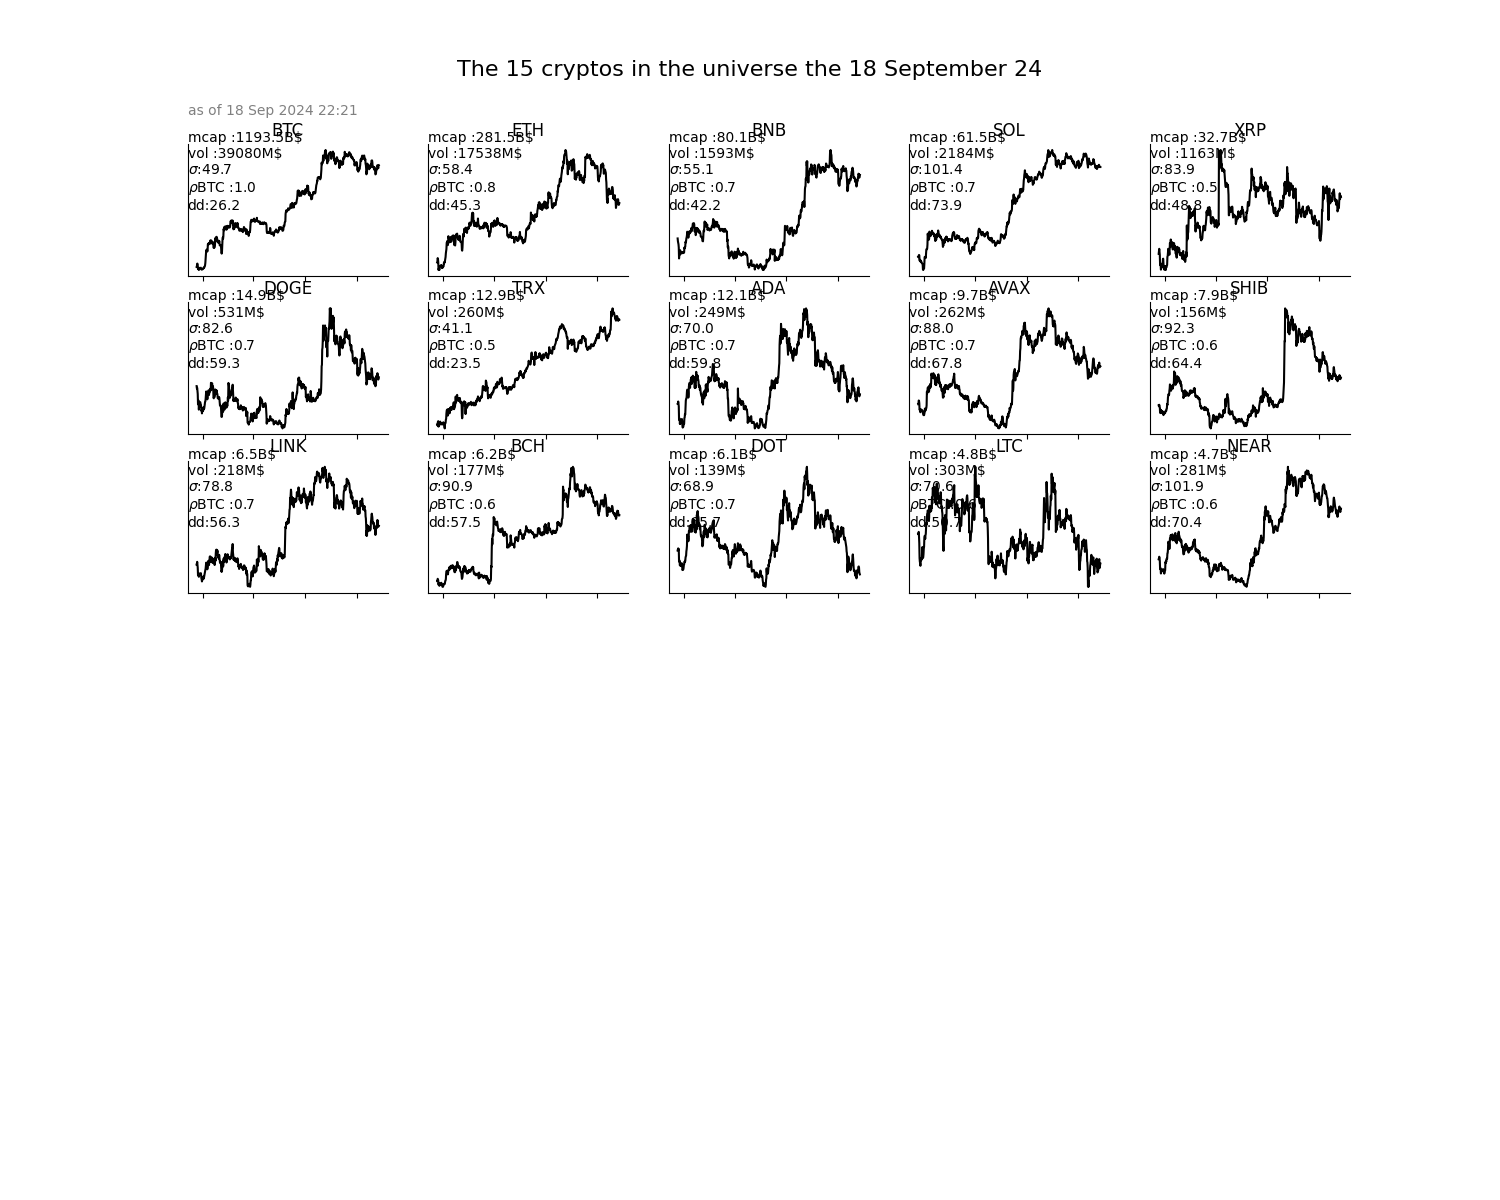 The 15 cryptos in the universe the 18 September 24
as of 18 Sep 2024 22:21
BTC
mcap :1193.5B$
vol :39080M$
σ:49.7
ρBTC :1.0
dd:26.2
ETH
mcap :281.5B$
vol :17538M$
σ:58.4
ρBTC :0.8
dd:45.3
BNB
mcap :80.1B$
vol :1593M$
σ:55.1
ρBTC :0.7
dd:42.2
SOL
mcap :61.5B$
vol :2184M$
σ:101.4
ρBTC :0.7
dd:73.9
XRP
mcap :32.7B$
vol :1163M$
σ:83.9
ρBTC :0.5
dd:48.8
DOGE
mcap :14.9B$
vol :531M$
σ:82.6
ρBTC :0.7
dd:59.3
TRX
mcap :12.9B$
vol :260M$
σ:41.1
ρBTC :0.5
dd:23.5
ADA
mcap :12.1B$
vol :249M$
σ:70.0
ρBTC :0.7
dd:59.8
AVAX
mcap :9.7B$
vol :262M$
σ:88.0
ρBTC :0.7
dd:67.8
SHIB
mcap :7.9B$
vol :156M$
σ:92.3
ρBTC :0.6
dd:64.4
LINK
mcap :6.5B$
vol :218M$
σ:78.8
ρBTC :0.7
dd:56.3
BCH
mcap :6.2B$
vol :177M$
σ:90.9
ρBTC :0.6
dd:57.5
DOT
mcap :6.1B$
vol :139M$
σ:68.9
ρBTC :0.7
LTC
mcap :4.8B$
vol :303M$
ρBTC :0.6
NEAR
mcap :4.7B$
vol :281M$
σ:101.9
ρBTC :0.6
dd:70.4